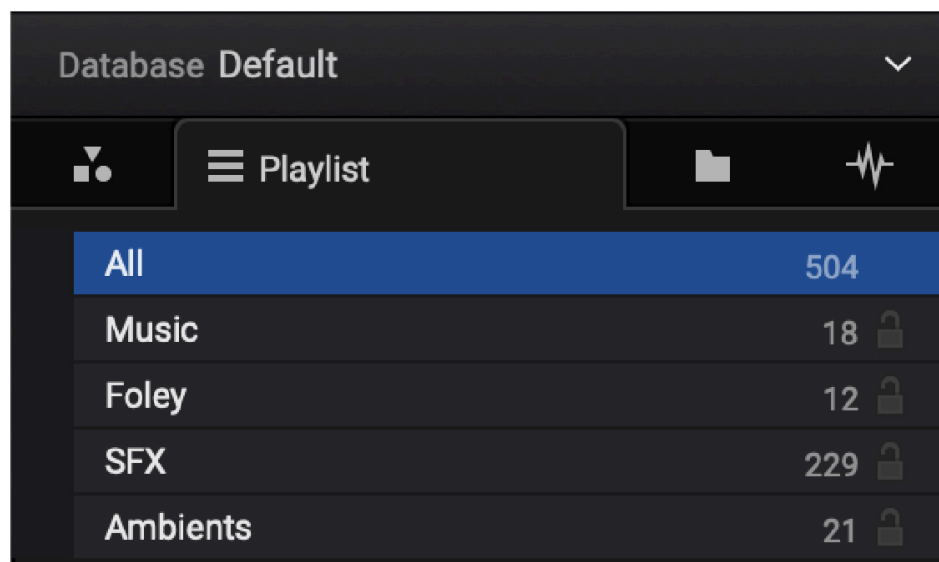 Database Default
Playlist
All 504
Music 18
Foley 12
SFX 229
Ambients 21